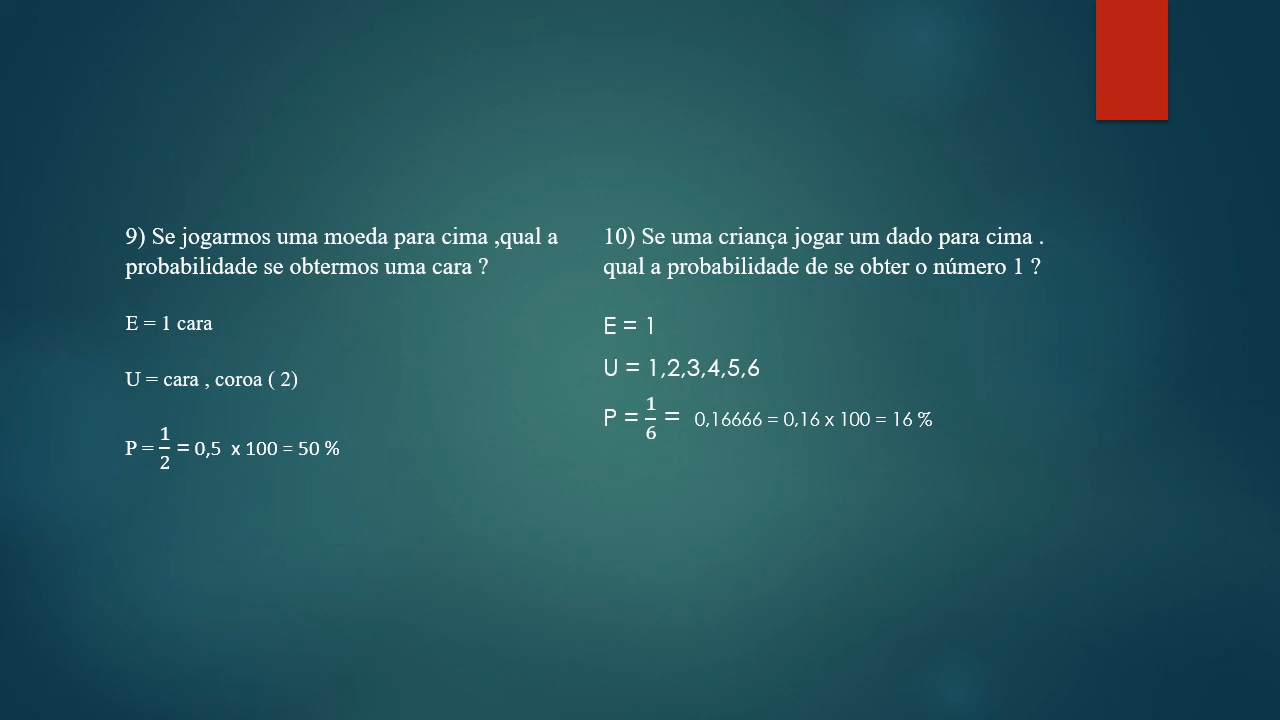 9) Se jogarmos uma moeda para cima ,qual a
probabilidade se obtermos uma cara ?
E = 1 cara
U = cara , coroa ( 2)
P = 1/2 = 0,5 x 100 = 50 %
10) Se uma criança jogar um dado para cima .
qual a probabilidade de se obter o número 1 ?
E = 1
U = 1,2,3,4,5,6
P = 1/6 = 0,16666 = 0,16 x 100 = 16 %